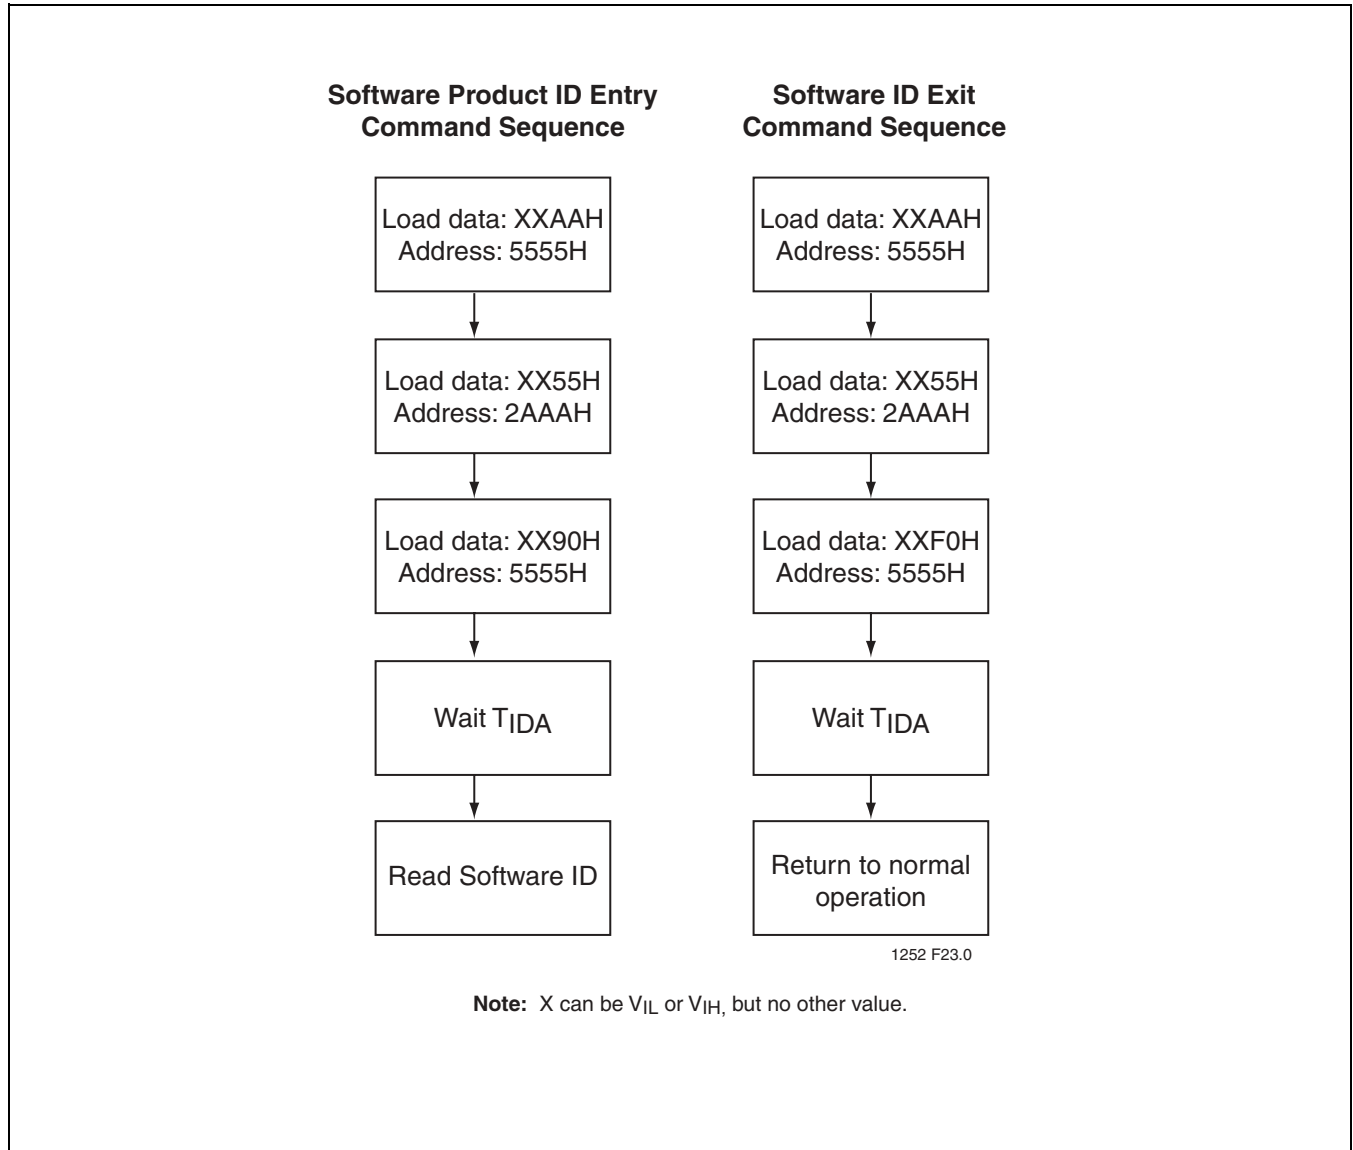 Software Product ID Entry
Command Sequence
Load data: XXAAH
Address: 5555H
Load data: XX55H
Address: 2AAAH
Load data: XX90H
Address: 5555H
Wait TIDA
Read Software ID
Software ID Exit
Command Sequence
Load data: XXAAH
Address: 5555H
Load data: XX55H
Address: 2AAAH
Load data: XXF0H
Address: 5555H
Wait TIDA
Return to normal
operation
1252 F23.0
Note: X can be VIL or VIH, but no other value.